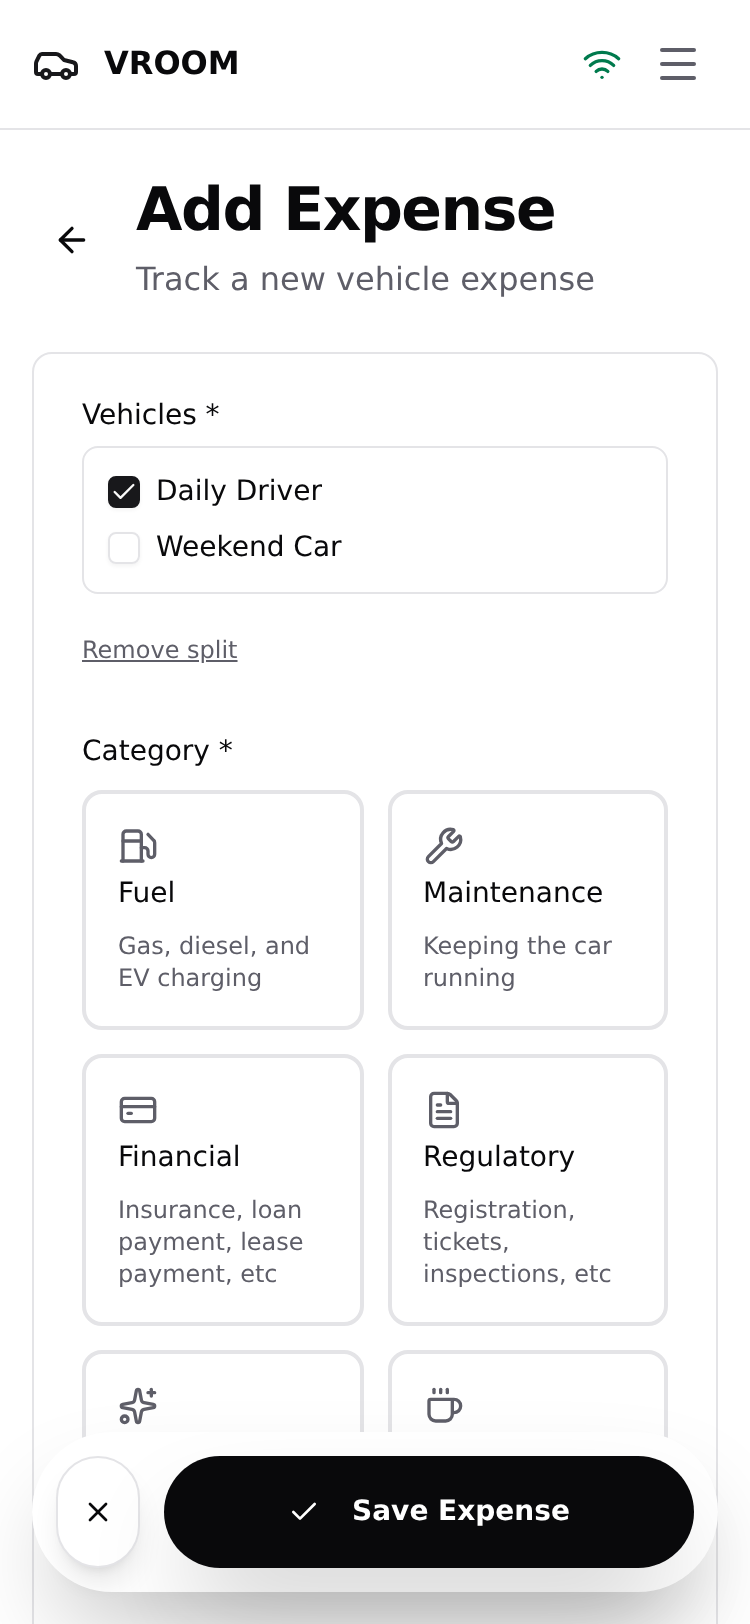 VROOM
Add Expense
Track a new vehicle expense
Vehicles *
Daily Driver
Weekend Car
Remove split
Category *
Fuel
Gas, diesel, and
EV charging
Maintenance
Keeping the car
running
Financial
Insurance, loan
payment, lease
payment, etc
Regulatory
Registration,
tickets,
inspections, etc
Save Expense